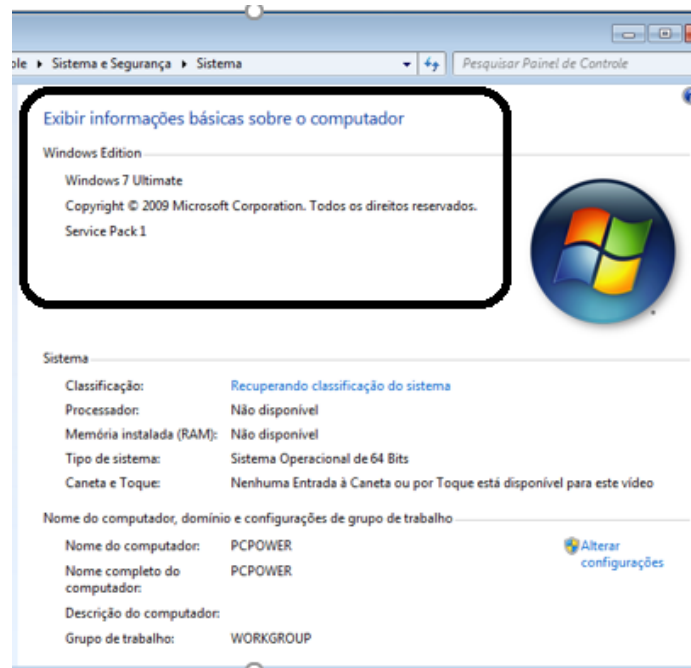 ole ▸ Sistema e Segurança ▸ Sistema
Pesquisar Painel de Controle
Exibir informações básicas sobre o computador
Windows Edition
Windows 7 Ultimate
Copyright © 2009 Microsoft Corporation. Todos os direitos reservados.
Service Pack 1
Sistema
Classificação: Recuperando classificação do sistema
Processador: Não disponível
Memória instalada (RAM): Não disponível
Tipo de sistema: Sistema Operacional de 64 Bits
Caneta e Toque: Nenhuma Entrada à Caneta ou por Toque está disponível para este vídeo
Nome do computador, domínio e configurações de grupo de trabalho
Nome do computador: PCPOWER
Alterar
configurações
Nome completo do
computador: PCPOWER
Descrição do computador:
Grupo de trabalho: WORKGROUP